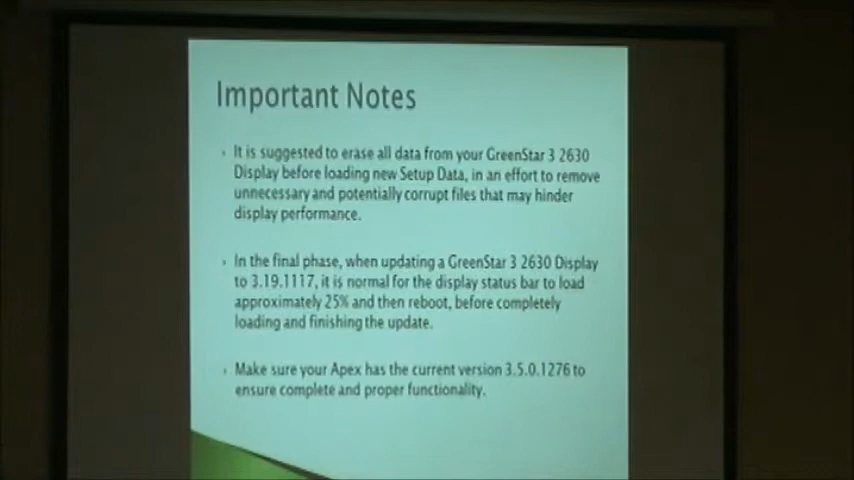 Important Notes
It is suggested to erase all data from your GreenStar 3 2630
Display before loading new Setup Data, in an effort to remove
unnecessary and potentially corrupt files that may hinder
display performance.
In the final phase, when updating a GreenStar 3 2630 Display
to 3.19.1117, it is normal for the display status bar to load
approximately 25% and then reboot, before completely
loading and finishing the update.
Make sure your Apex has the current version 3.5.0.1276 to
ensure complete and proper functionality.